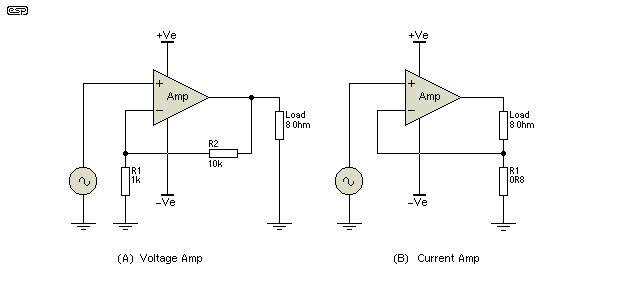 esp
+Ve
+
Amp
−
Load
8 Ohm
R2
10k
R1
1k
−Ve
(A) Voltage Amp
+Ve
+
Amp
−
Load
8 Ohm
R1
0R8
−Ve
(B) Current Amp